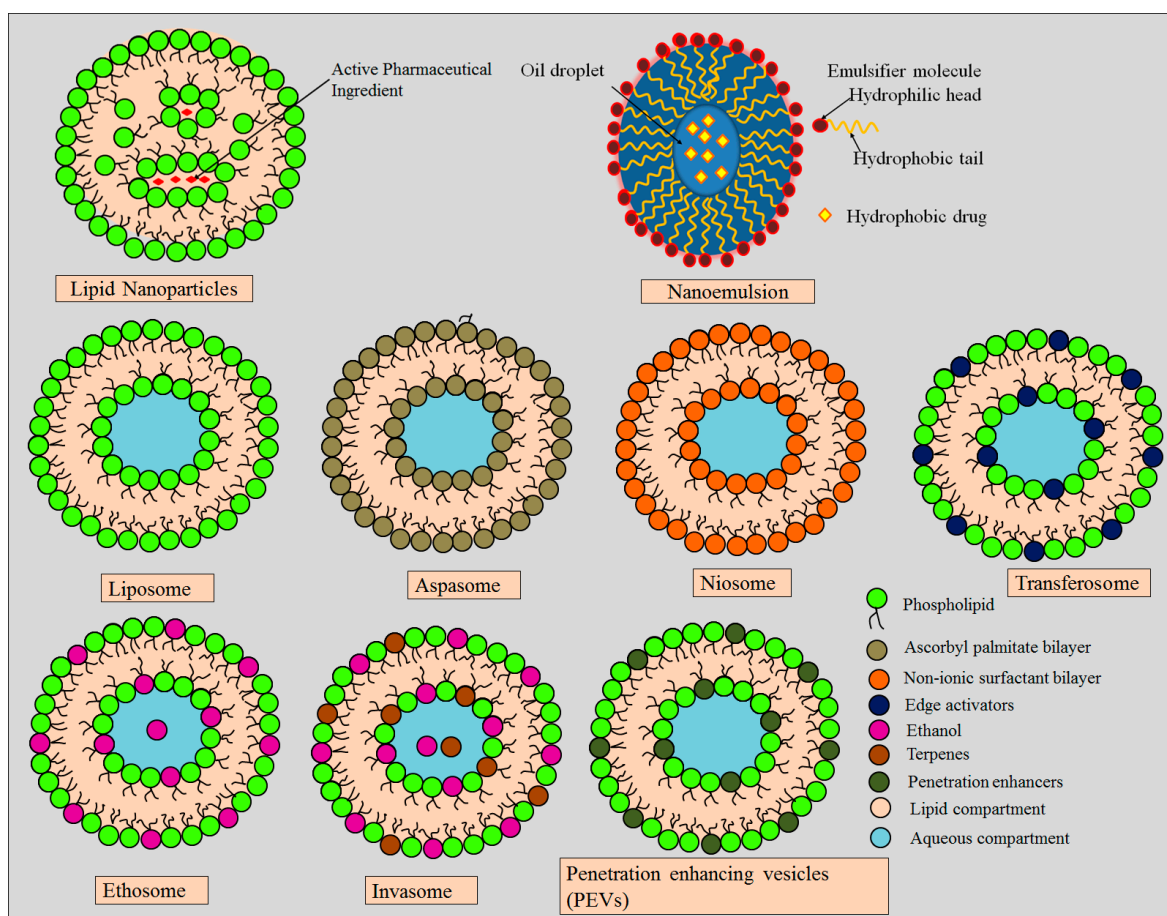 Active Pharmaceutical
Ingredient
Oil droplet
Emulsifier molecule
Hydrophilic head
Hydrophobic tail
Hydrophobic drug
Lipid Nanoparticles
Nanoemulsion
Liposome
Aspasome
Niosome
Transferosome
Phospholipid
Ascorbyl palmitate bilayer
Non-ionic surfactant bilayer
Edge activators
Ethanol
Terpenes
Penetration enhancers
Lipid compartment
Aqueous compartment
Ethosome
Invasome
Penetration enhancing vesicles
(PEVs)